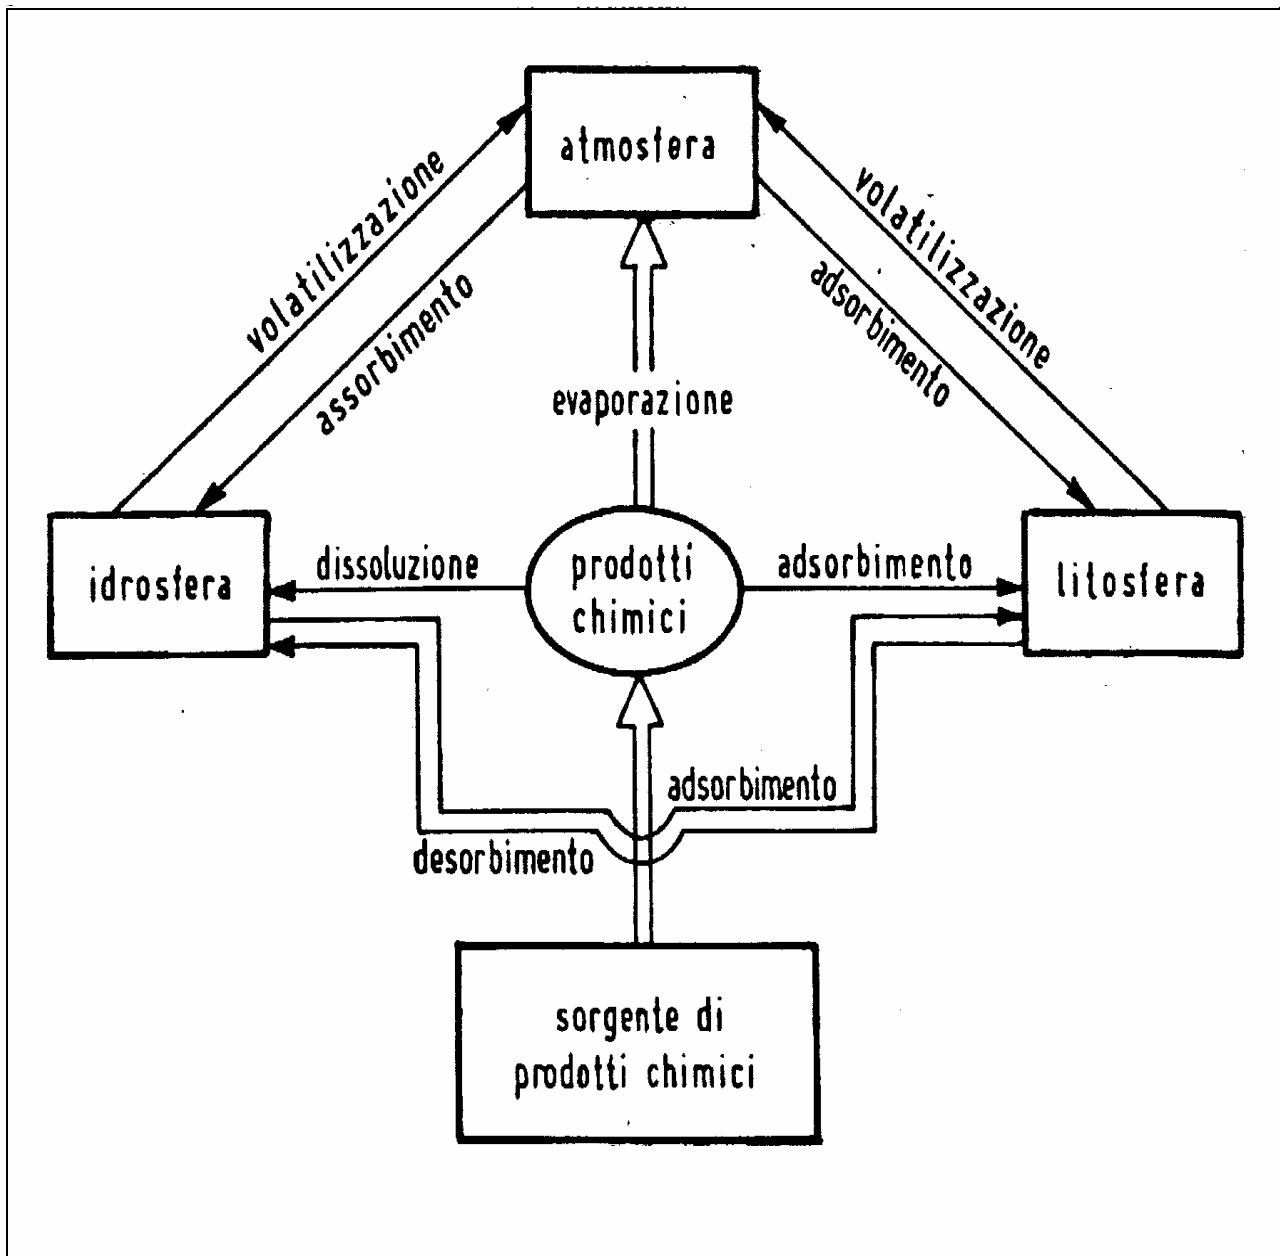 atmosfera
volatilizzazione
assorbimento
volatilizzazione
adsorbimento
evaporazione
idrosfera
dissoluzione
prodotti
chimici
adsorbimento
litosfera
adsorbimento
desorbimento
sorgente di
prodotti chimici